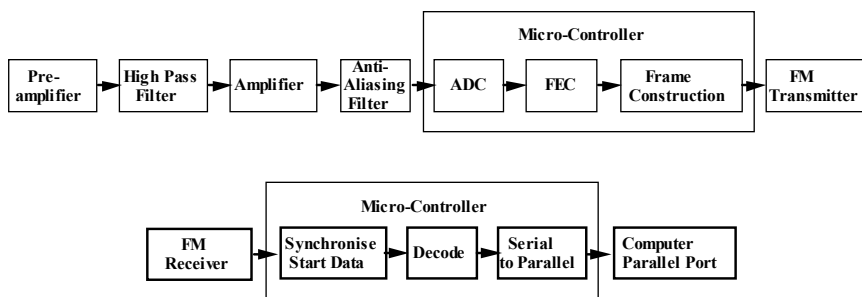 Micro-Controller
Pre-
amplifier
High Pass
Filter
Amplifier
Anti-
Aliasing
Filter
ADC
FEC
Frame
Construction
FM
Transmitter
Micro-Controller
FM
Receiver
Synchronise
Start Data
Decode
Serial
to Parallel
Computer
Parallel Port